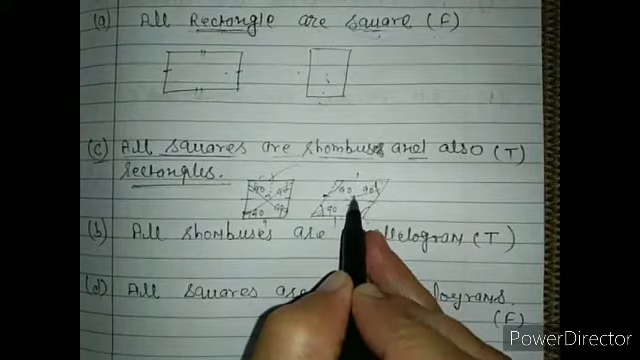 (a) All Rectangle are square (F)
(c) All squares are rhombuses and also (T)
rectangles.
90 90
90 90
90 90
90
(b) All rhombuses are llelogram (T)
(d) All squares are lograms.
(F)
PowerDirector